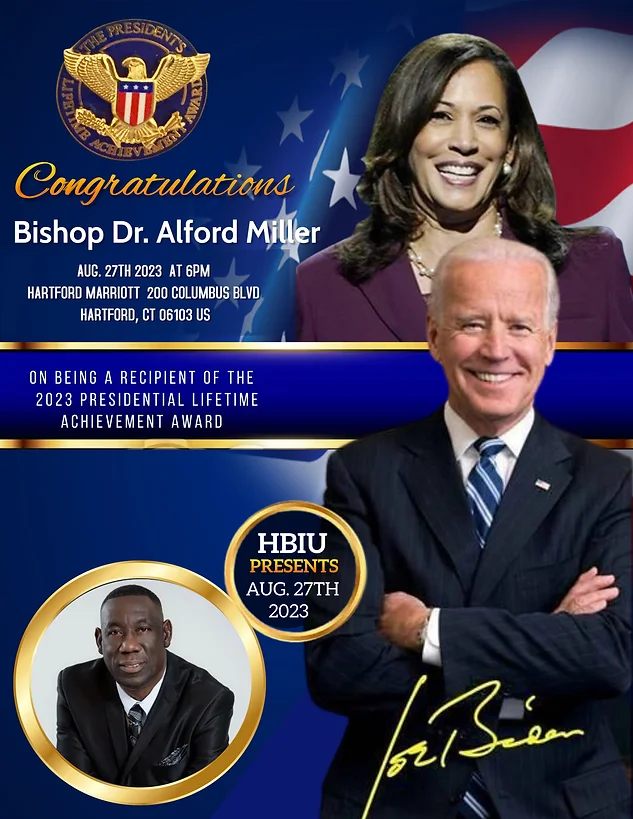 THE PRESIDENT'S
LIFETIME ACHIEVEMENT AWARD
Congratulations
Bishop Dr. Alford Miller
AUG. 27TH 2023 AT 6PM
HARTFORD MARRIOTT 200 COLUMBUS BLVD
HARTFORD, CT 06103 US
ON BEING A RECIPIENT OF THE
2023 PRESIDENTIAL LIFETIME
ACHIEVEMENT AWARD
HBIU
PRESENTS
AUG. 27TH
2023
Joe Biden